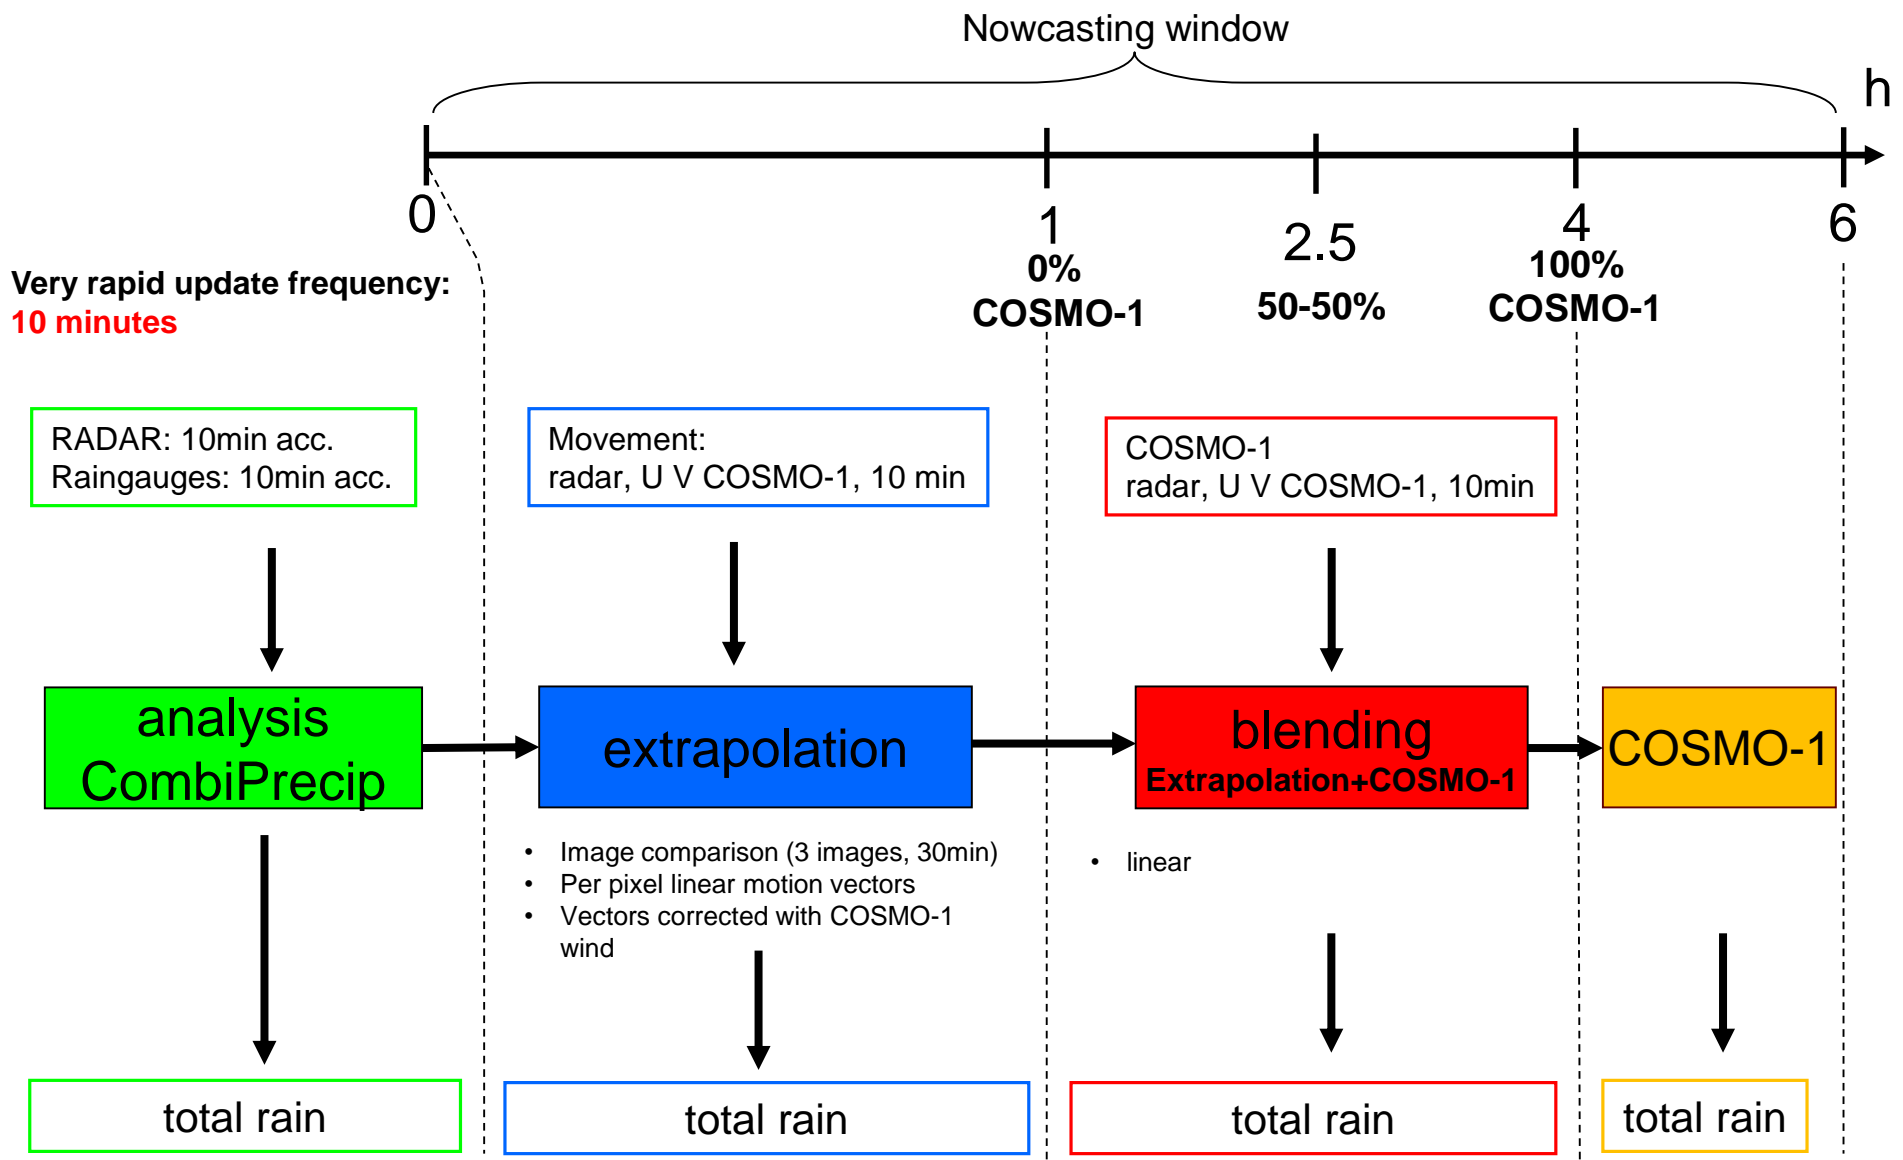 Nowcasting window
h
0
1
2.5
4
6
0%
COSMO-1
50-50%
100%
COSMO-1
Very rapid update frequency:
10 minutes
RADAR: 10min acc.
Raingauges: 10min acc.
Movement:
radar, U V COSMO-1, 10 min
COSMO-1
radar, U V COSMO-1, 10min
analysis
CombiPrecip
extrapolation
blending
Extrapolation+COSMO-1
COSMO-1
• Image comparison (3 images, 30min)
• Per pixel linear motion vectors
• Vectors corrected with COSMO-1
wind
• linear
total rain
total rain
total rain
total rain